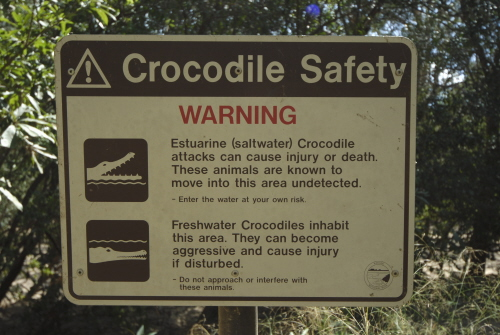 Crocodile Safety
WARNING
Estuarine (saltwater) Crocodile
attacks can cause injury or death.
These animals are known to
move into this area undetected.
- Enter the water at your own risk.
Freshwater Crocodiles inhabit
this area. They can become
aggressive and cause injury
if disturbed.
- Do not approach or interfere with
these animals.